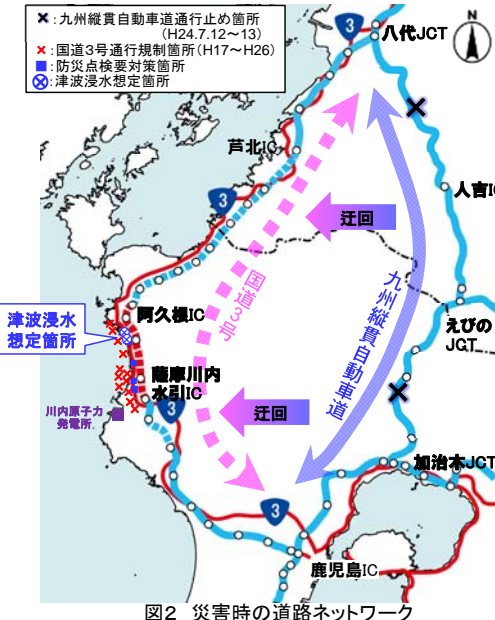 ×：九州縦貫自動車道通行止め箇所
(H24.7.12～13)
×：国道3号通行規制箇所(H17～H26)
■：防災点検要対策箇所
：津波浸水想定箇所
N
3
八代JCT
芦北IC
人吉IC
3
迂回
国道3号
九州縦貫自動車道
阿久根IC
津波浸水
想定箇所
えびの
JCT
薩摩川内
水引IC
川内原子力
発電所
3
迂回
加治木JCT
3
鹿児島IC
図2 災害時の道路ネットワーク